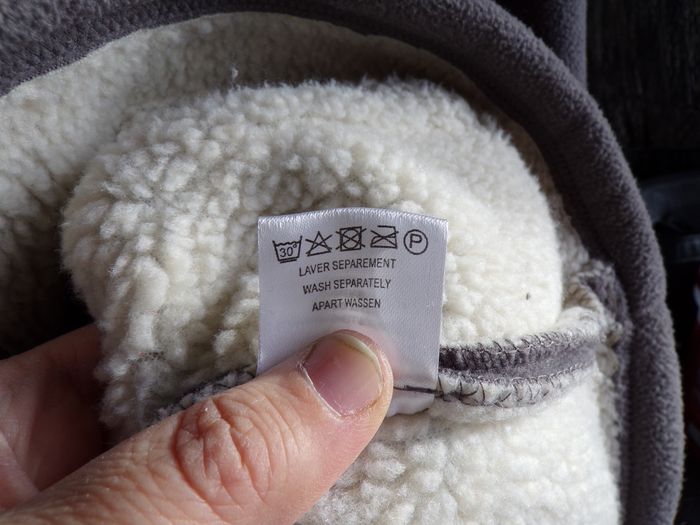 30° P
LAVER SEPAREMENT
WASH SEPARATELY
APART WASSEN